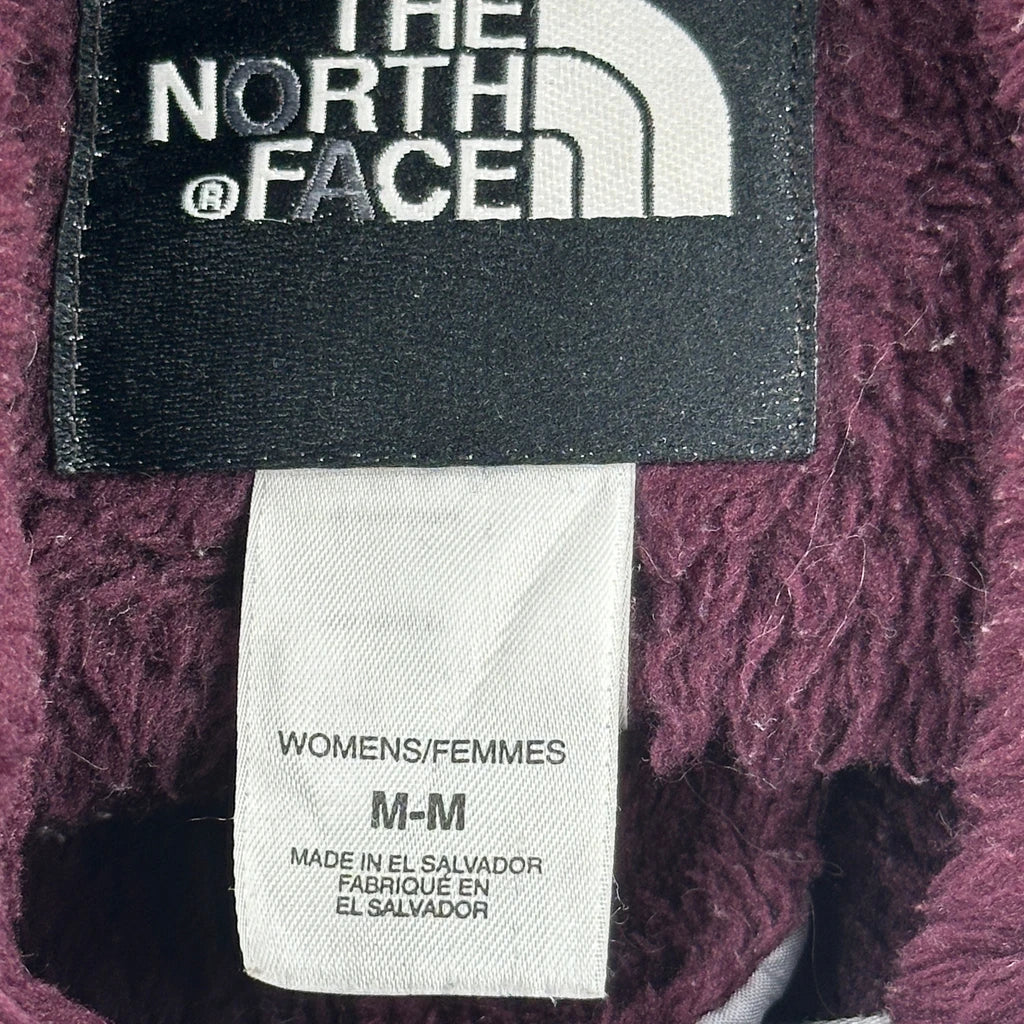 THE
NORTH
®FACE
WOMENS/FEMMES
M-M
MADE IN EL SALVADOR
FABRIQUÉ EN
EL SALVADOR